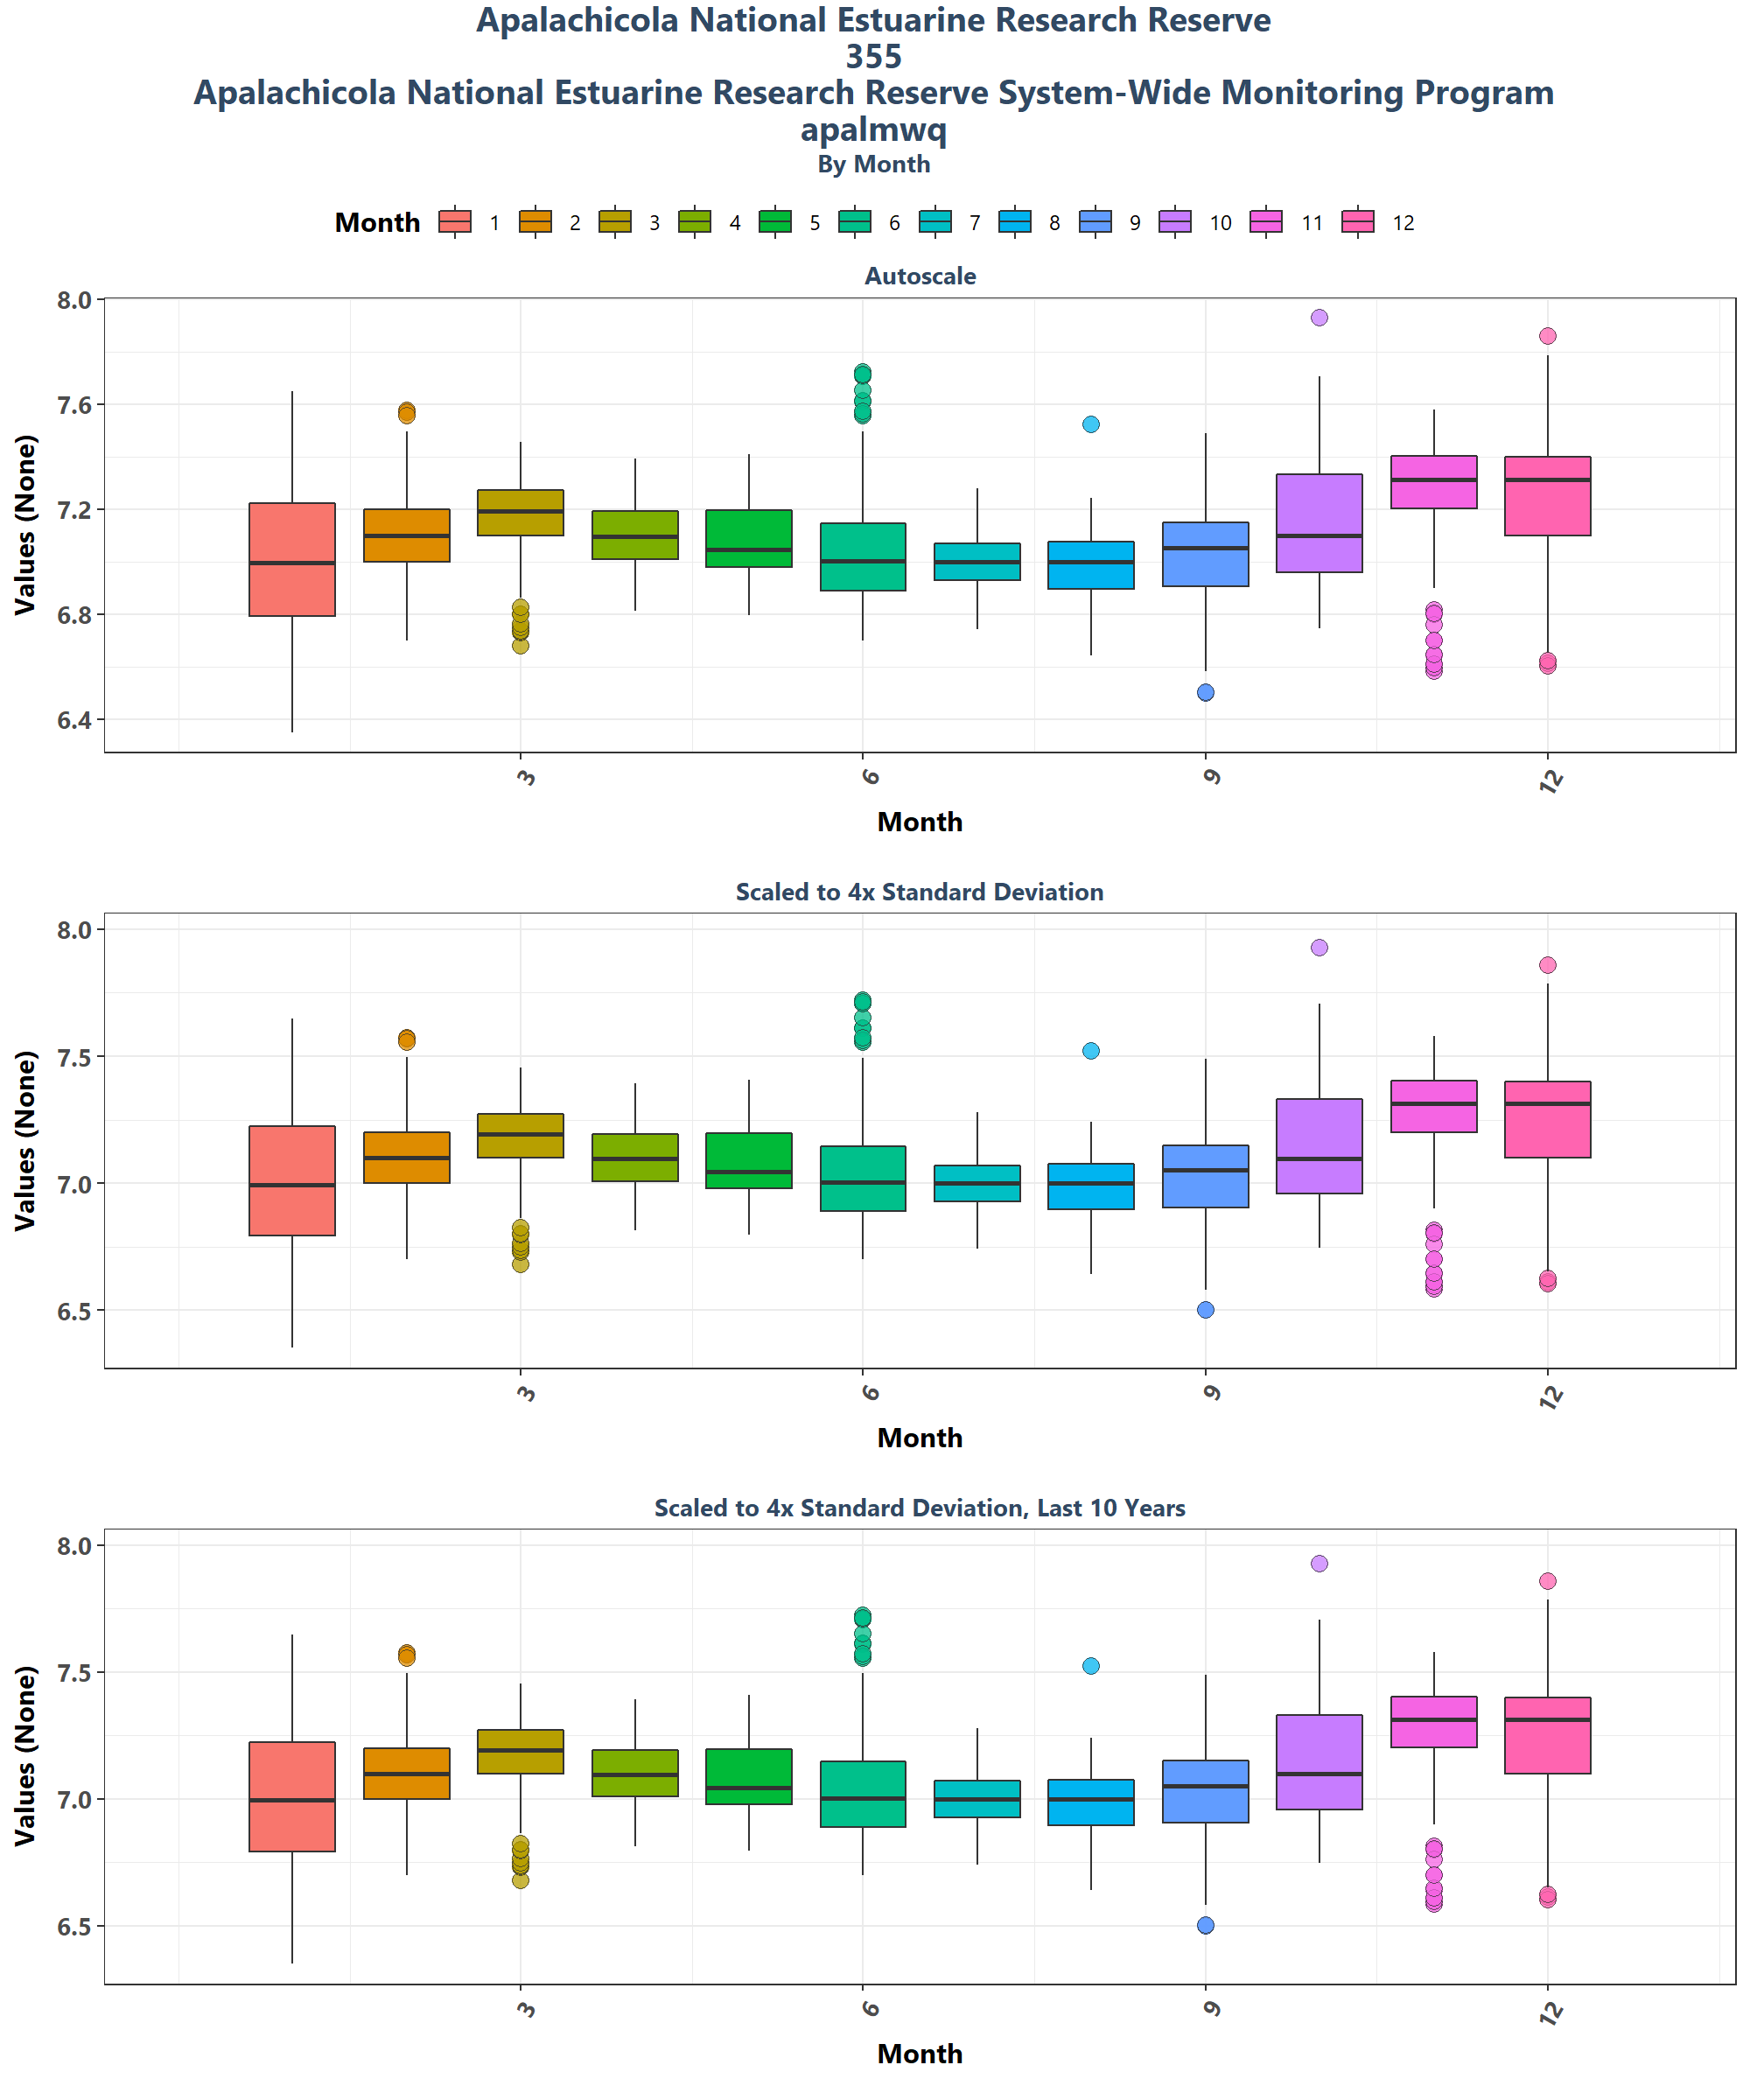 Apalachicola National Estuarine Research Reserve
355
Apalachicola National Estuarine Research Reserve System-Wide Monitoring Program
apalmwq
By Month
Month 1 2 3 4 5 6 7 8 9 10 11 12
Autoscale
Values (None)
8.0
7.6
7.2
6.8
6.4
3 6 9 12
Month
Scaled to 4x Standard Deviation
Values (None)
8.0
7.5
7.0
6.5
3 6 9 12
Month
Scaled to 4x Standard Deviation, Last 10 Years
Values (None)
8.0
7.5
7.0
6.5
3 6 9 12
Month